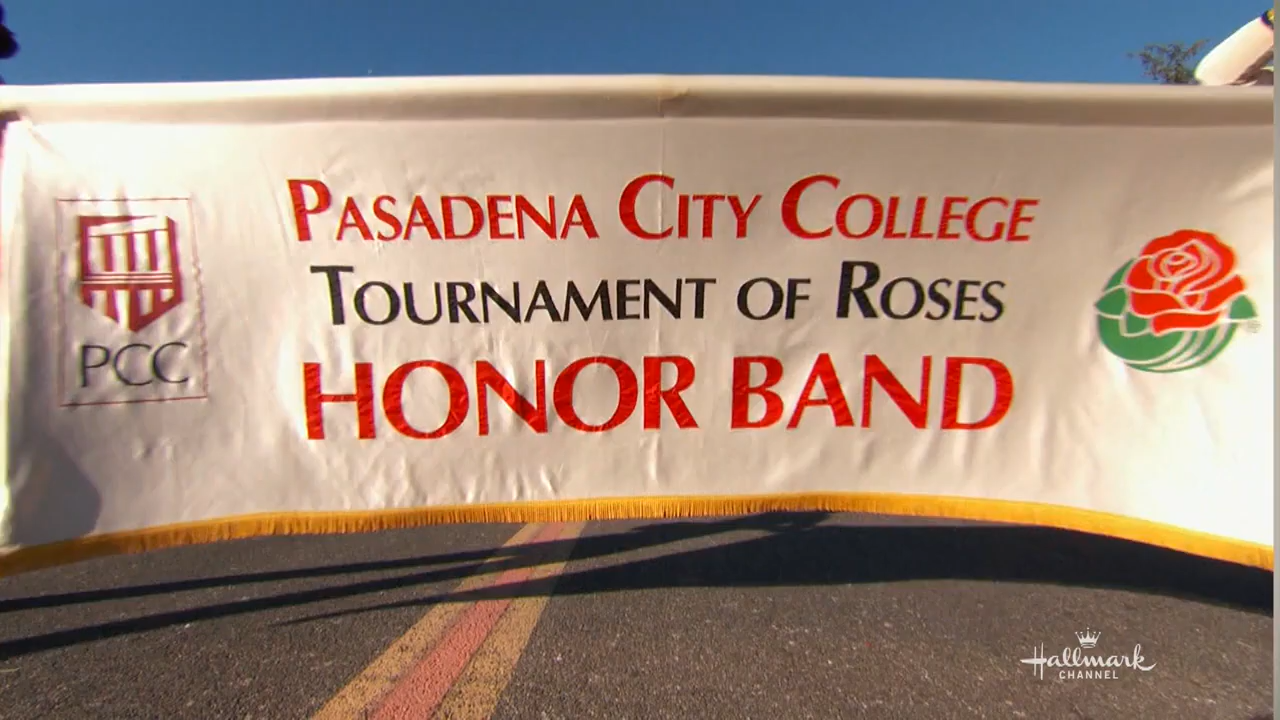 PASADENA CITY COLLEGE
TOURNAMENT OF ROSES
HONOR BAND
PCC
®
Hallmark
CHANNEL